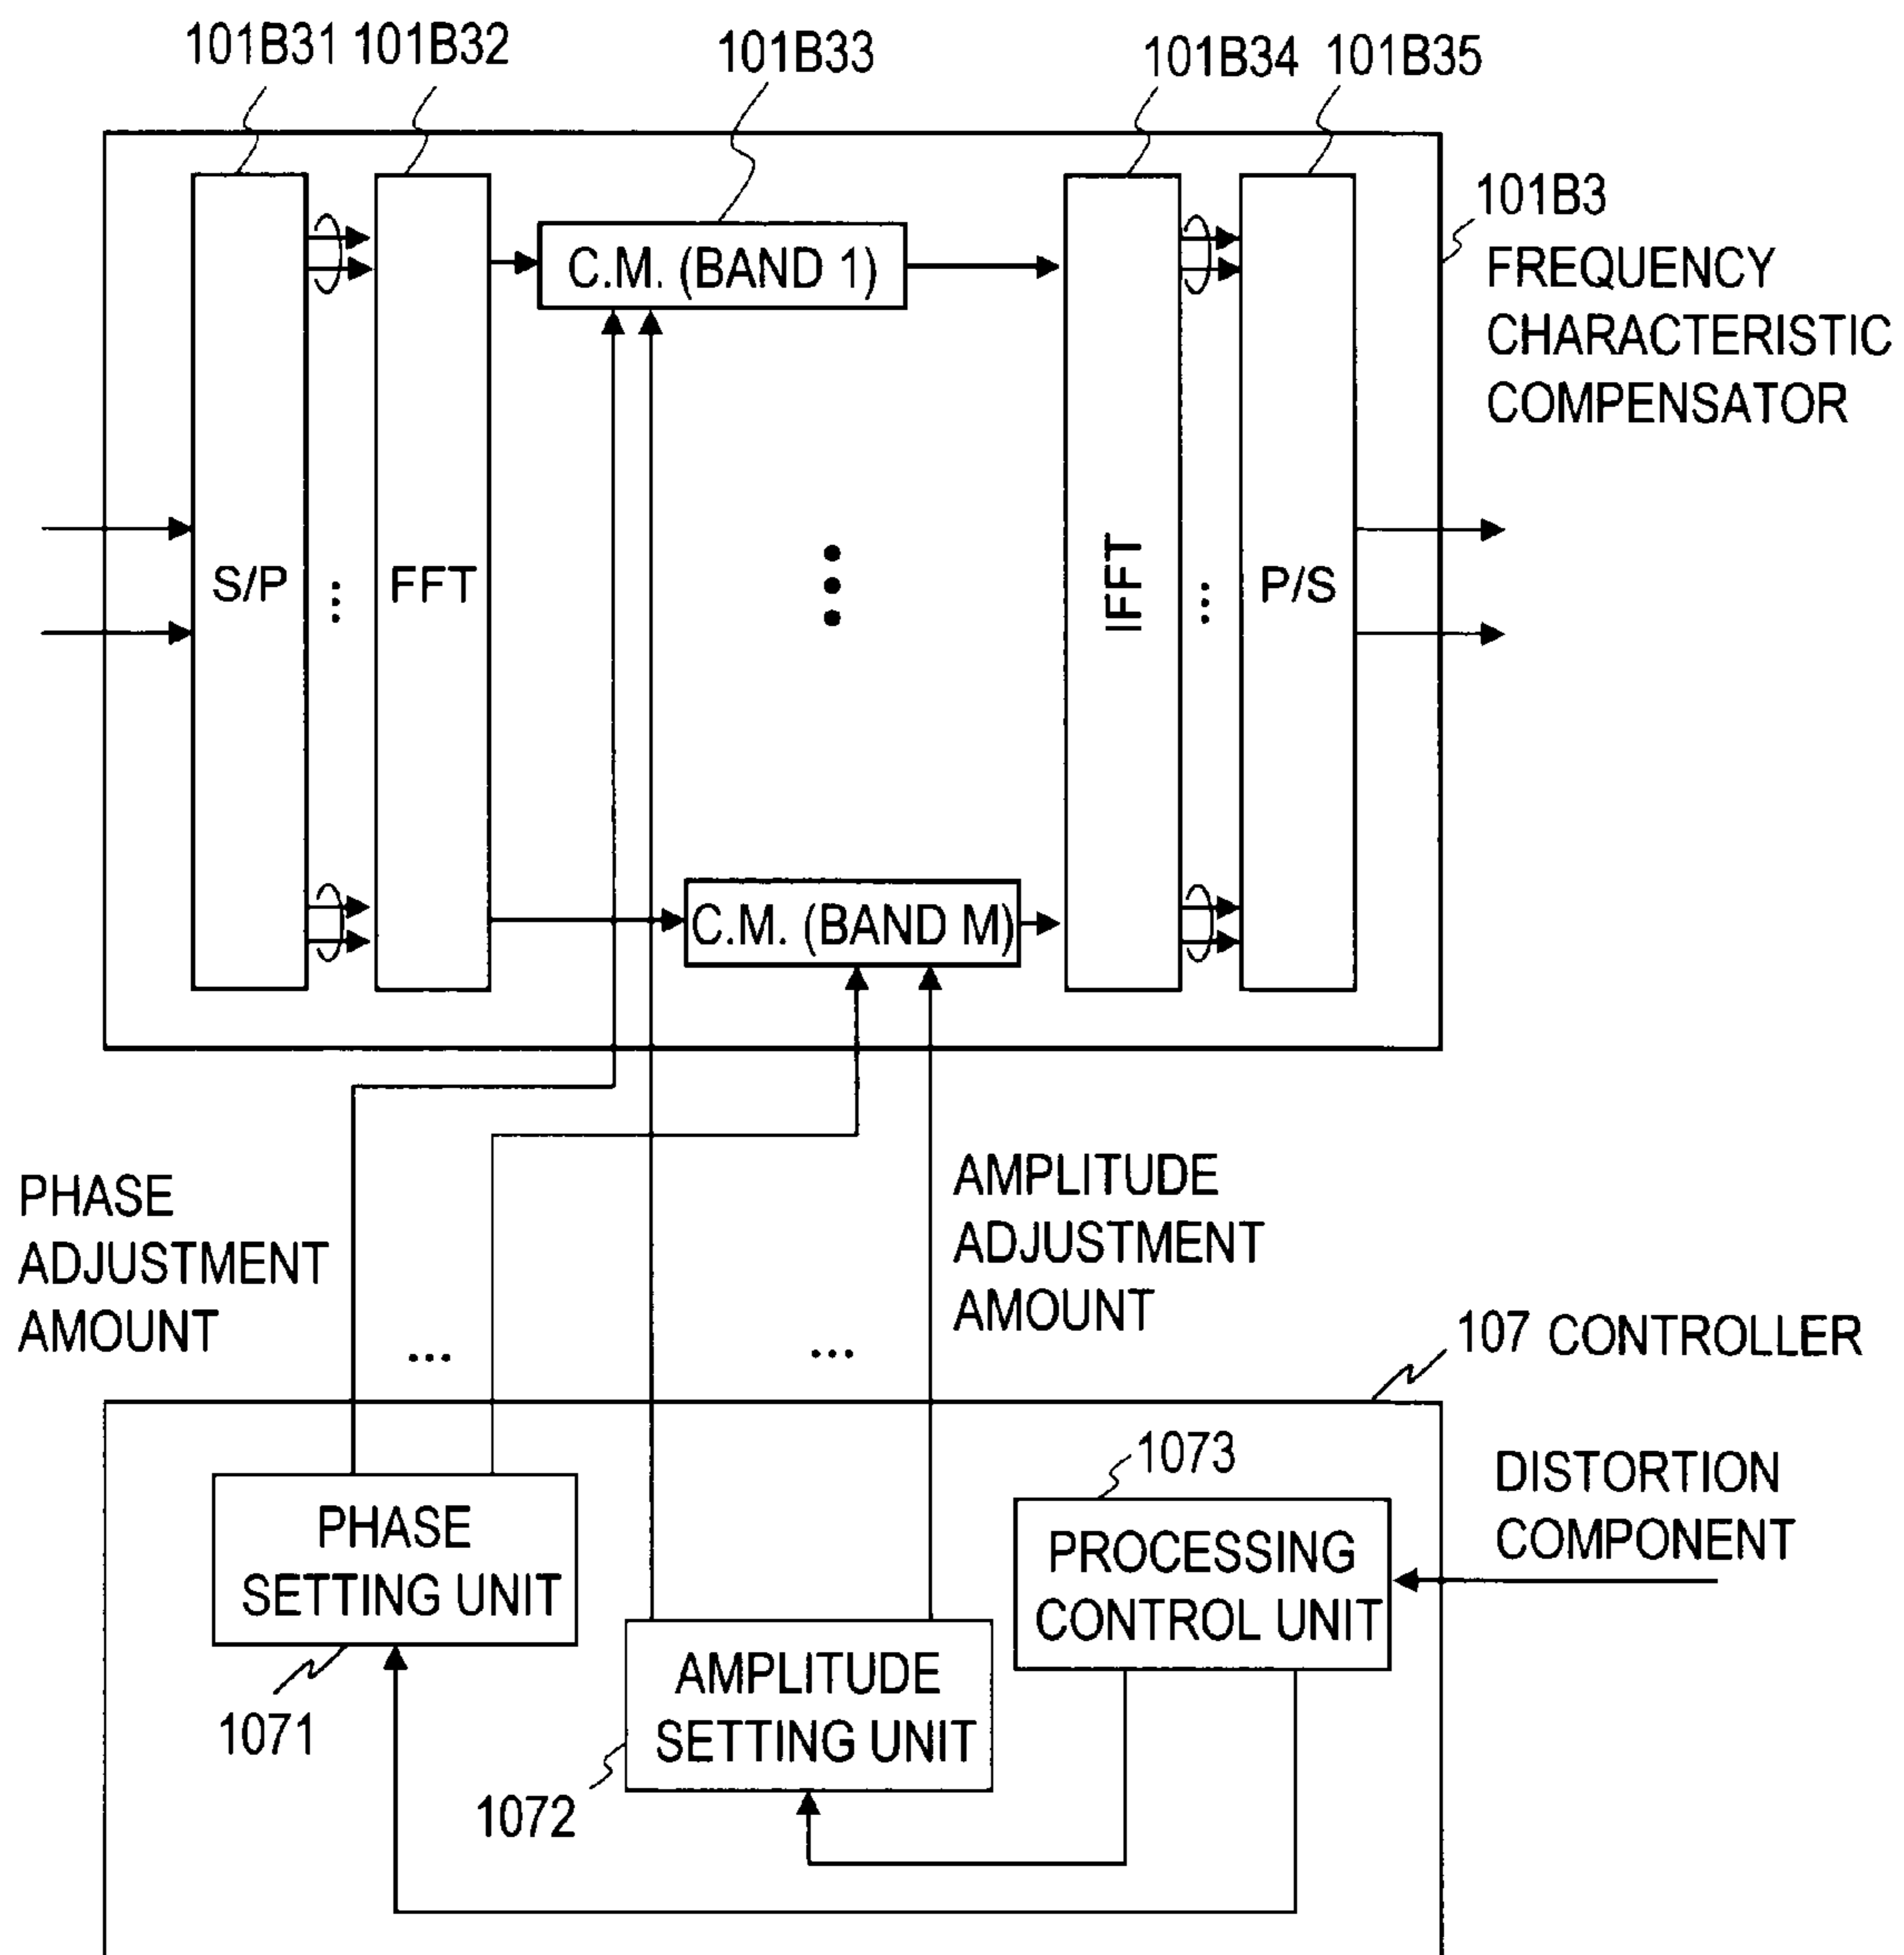 101B31
101B32
101B33
101B34
101B35
101B3
FREQUENCY
CHARACTERISTIC
COMPENSATOR
C.M. (BAND 1)
S/P
FFT
IFFT
P/S
C.M. (BAND M)
PHASE
ADJUSTMENT
AMOUNT
AMPLITUDE
ADJUSTMENT
AMOUNT
107 CONTROLLER
1073
DISTORTION
COMPONENT
PHASE
SETTING UNIT
PROCESSING
CONTROL UNIT
AMPLITUDE
SETTING UNIT
1071
1072